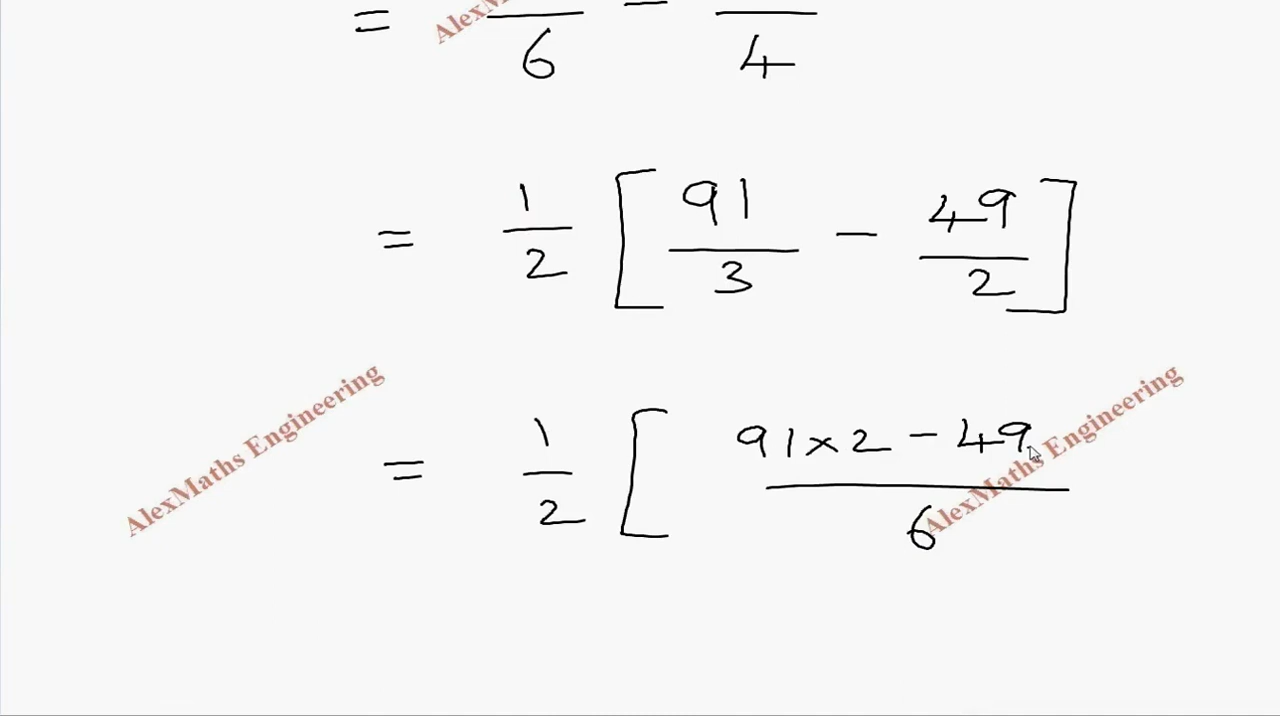 = /6 - /4
= 1/2 [ 91/3 - 49/2 ]
= 1/2 [ 91×2 - 49/6
AlexMaths Engineering
AlexMaths Engineering